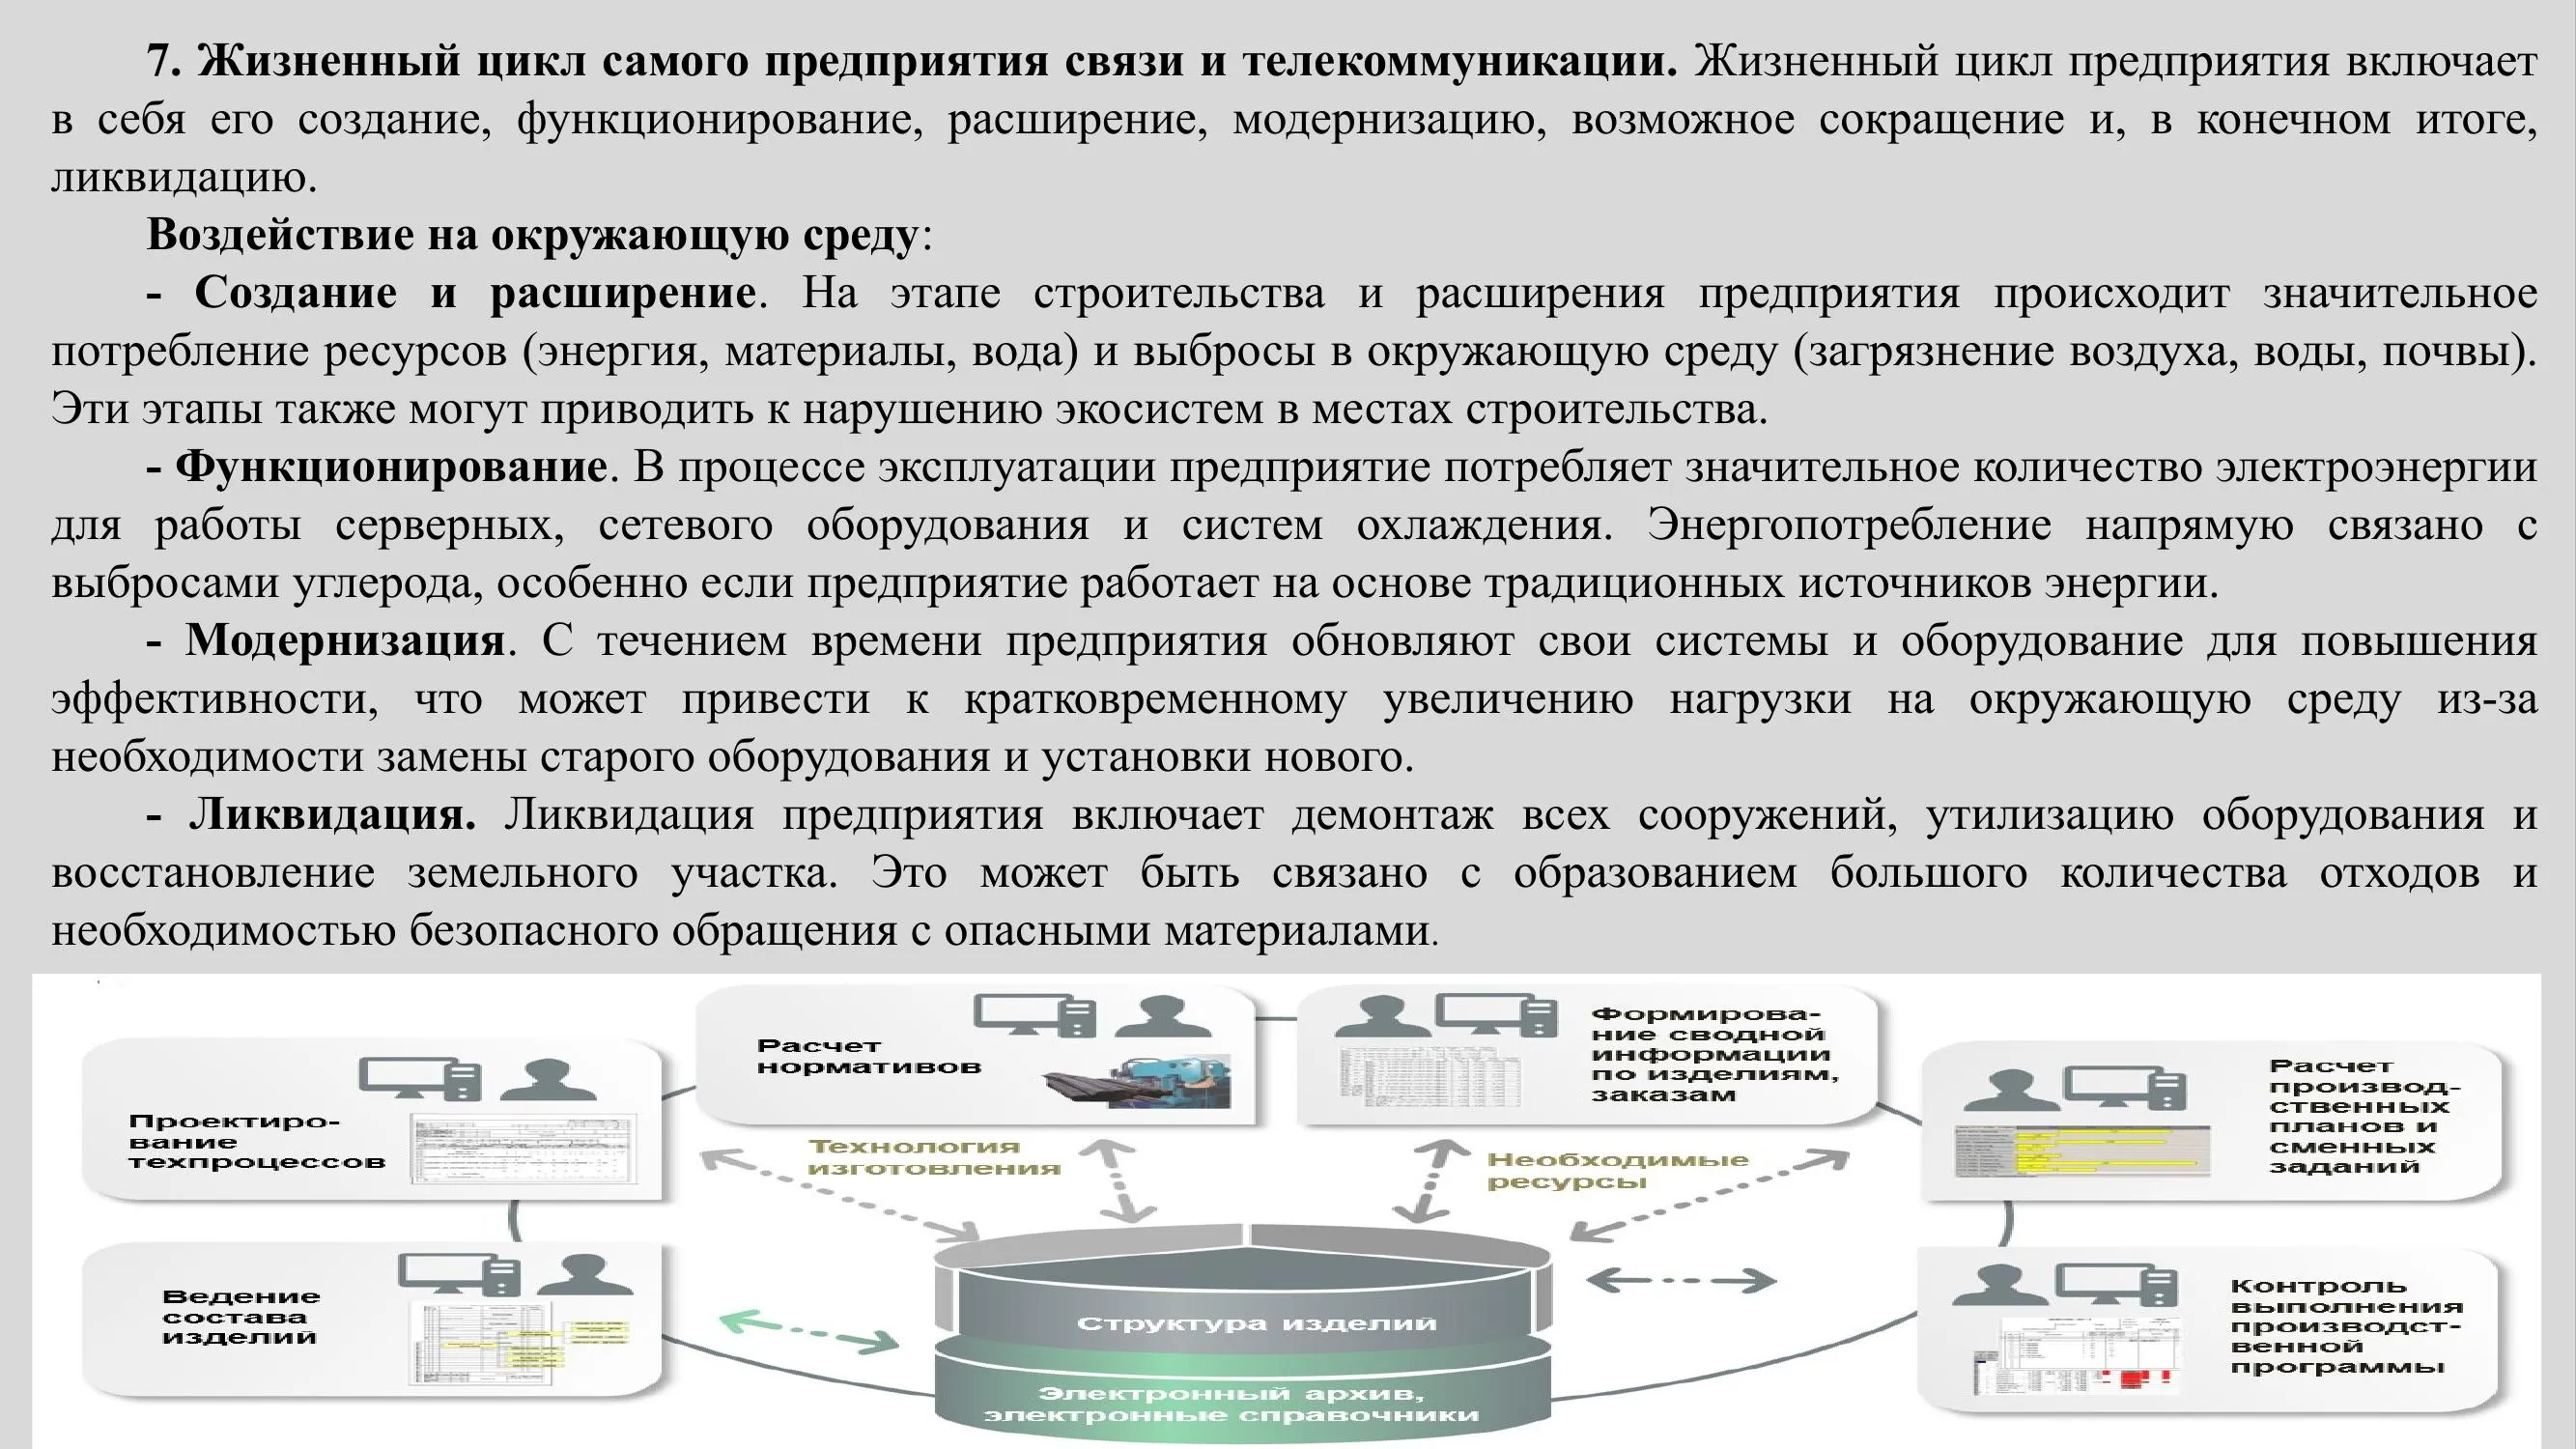 7. Жизненный цикл самого предприятия связи и телекоммуникации. Жизненный цикл предприятия включает
в себя его создание, функционирование, расширение, модернизацию, возможное сокращение и, в конечном итоге,
ликвидацию.
Воздействие на окружающую среду:
- Создание и расширение. На этапе строительства и расширения предприятия происходит значительное
потребление ресурсов (энергия, материалы, вода) и выбросы в окружающую среду (загрязнение воздуха, воды, почвы).
Эти этапы также могут приводить к нарушению экосистем в местах строительства.
- Функционирование. В процессе эксплуатации предприятие потребляет значительное количество электроэнергии
для работы серверных, сетевого оборудования и систем охлаждения. Энергопотребление напрямую связано с
выбросами углерода, особенно если предприятие работает на основе традиционных источников энергии.
- Модернизация. С течением времени предприятия обновляют свои системы и оборудование для повышения
эффективности, что может привести к кратковременному увеличению нагрузки на окружающую среду из-за
необходимости замены старого оборудования и установки нового.
- Ликвидация. Ликвидация предприятия включает демонтаж всех сооружений, утилизацию оборудования и
восстановление земельного участка. Это может быть связано с образованием большого количества отходов и
необходимостью безопасного обращения с опасными материалами.
Проектиро-
вание
техпроцессов
Расчет
нормативов
Формирова-
ние сводной
информации
по изделиям,
заказам
Расчет
производ-
ственных
планов и
сменных
заданий
Технология
изготовления
Необходимые
ресурсы
Ведение
состава
изделий
Структура изделий
Электронный архив,
электронные справочники
Контроль
выполнения
производст-
венной
программы